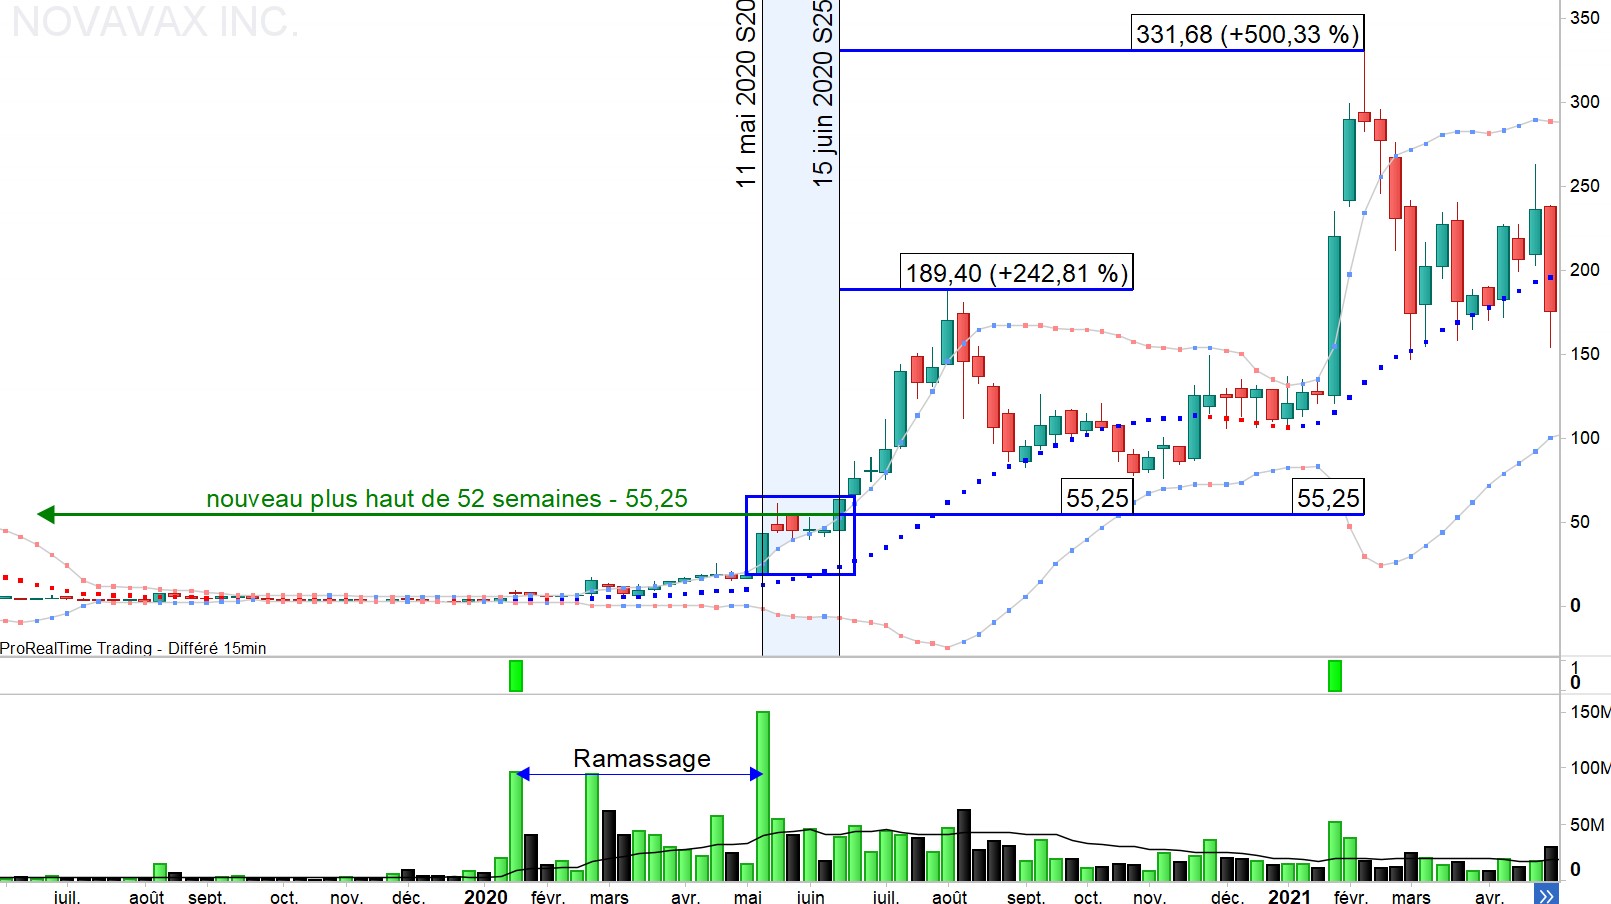 NOVAVAX INC.
11 mai 2020 S20
15 juin 2020 S25
331,68 (+500,33 %)
189,40 (+242,81 %)
nouveau plus haut de 52 semaines - 55,25
55,25
55,25
350
300
250
200
150
100
50
0
ProRealTime Trading - Différé 15min
1
0
Ramassage
150M
100M
50M
0
juil. août sept. oct. nov. déc. 2020 févr. mars avr. mai juin juil. août sept. oct. nov. déc. 2021 févr. mars avr.